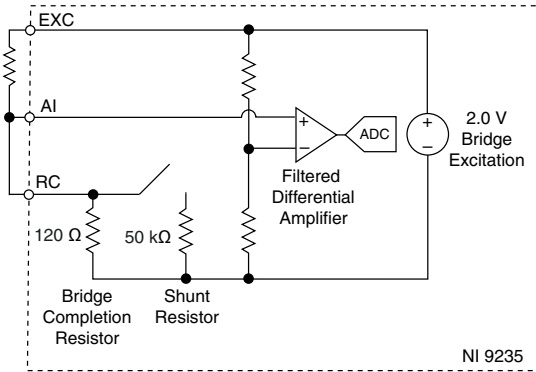 EXC
AI
RC
+
−
ADC
+
−
2.0 V
Bridge
Excitation
Filtered
Differential
Amplifier
120 Ω
50 kΩ
Bridge
Completion
Resistor
Shunt
Resistor
NI 9235